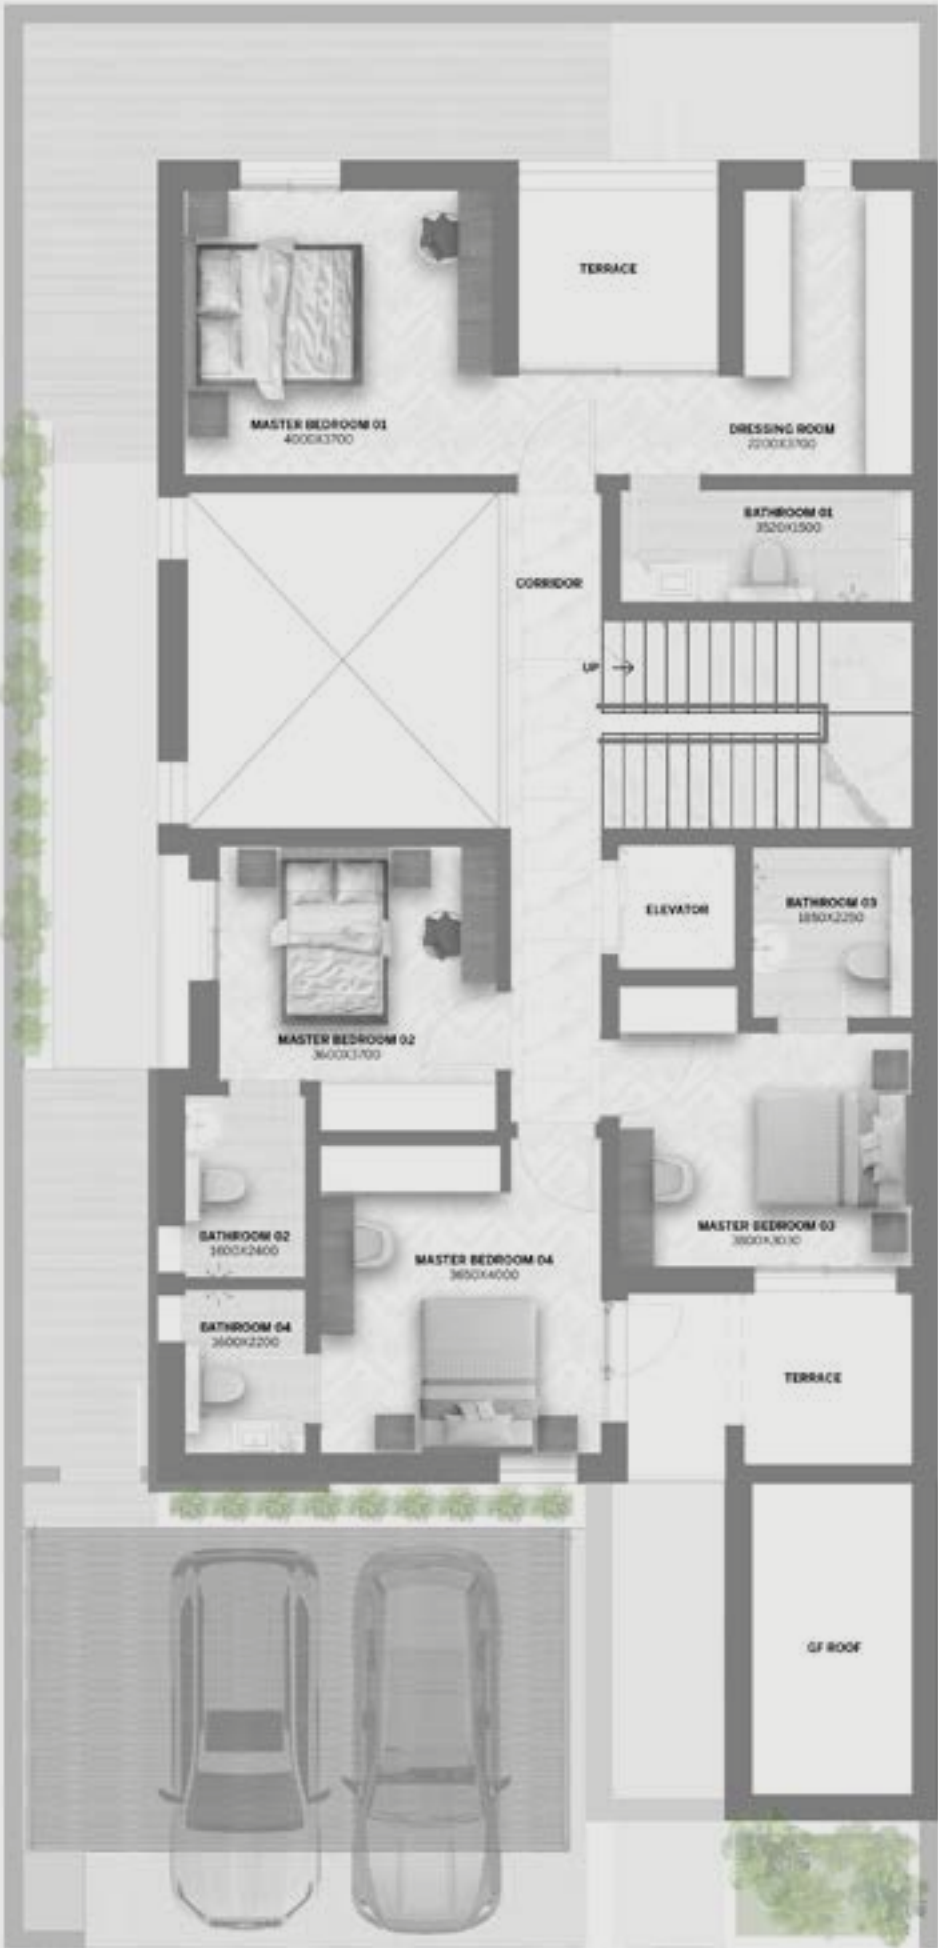 TERRACE
MASTER BEDROOM 01
4000X3700
DRESSING ROOM
2200X3700
BATHROOM 01
3520X1500
CORRIDOR
UP
ELEVATOR
BATHROOM 03
1850X2250
MASTER BEDROOM 02
3600X3700
BATHROOM 02
1600X2400
MASTER BEDROOM 03
3800X3030
MASTER BEDROOM 04
3650X4000
BATHROOM 04
1600X2200
TERRACE
GF ROOF